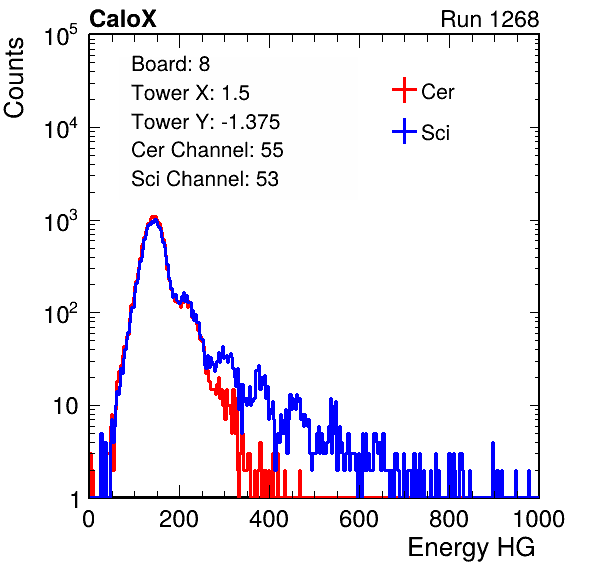 CaloX Run 1268
Counts
Board: 8
Tower X: 1.5
Tower Y: -1.375
Cer Channel: 55
Sci Channel: 53
Cer
Sci
10^5
10^4
10^3
10^2
10
1
0 200 400 600 800 1000
Energy HG